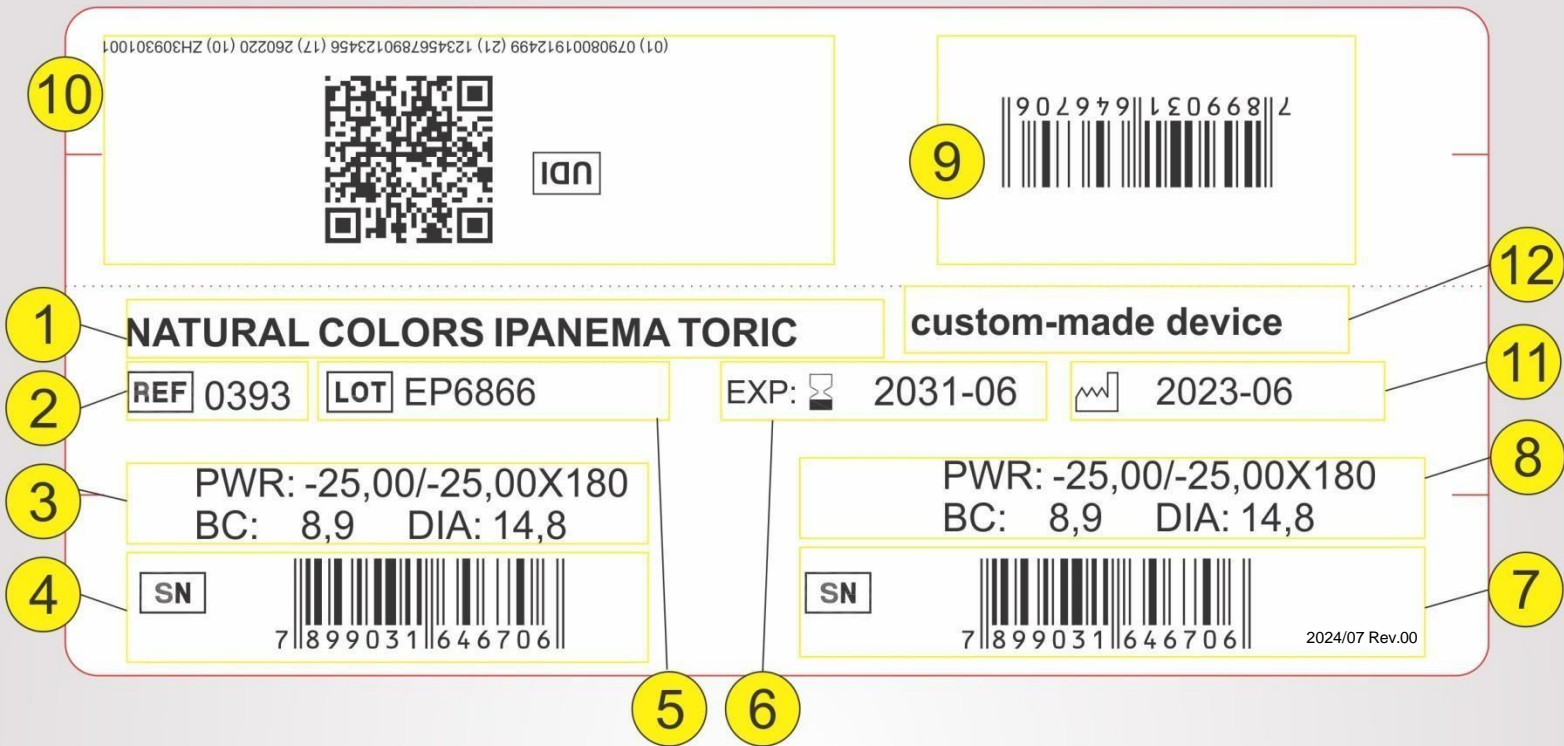 (01) 07908001912499 (21) 1234567890123456 (17) 260220 (10) ZH309301001
10
UDI
7 899031 646706
9
12
1
NATURAL COLORS IPANEMA TORIC
custom-made device
11
2
REF 0393
LOT EP6866
EXP: 2031-06
2023-06
3
PWR: -25,00/-25,00X180
BC: 8,9 DIA: 14,8
PWR: -25,00/-25,00X180
BC: 8,9 DIA: 14,8
8
4
SN
7 899031 646706
SN
7 899031 646706
2024/07 Rev.00
7
5
6